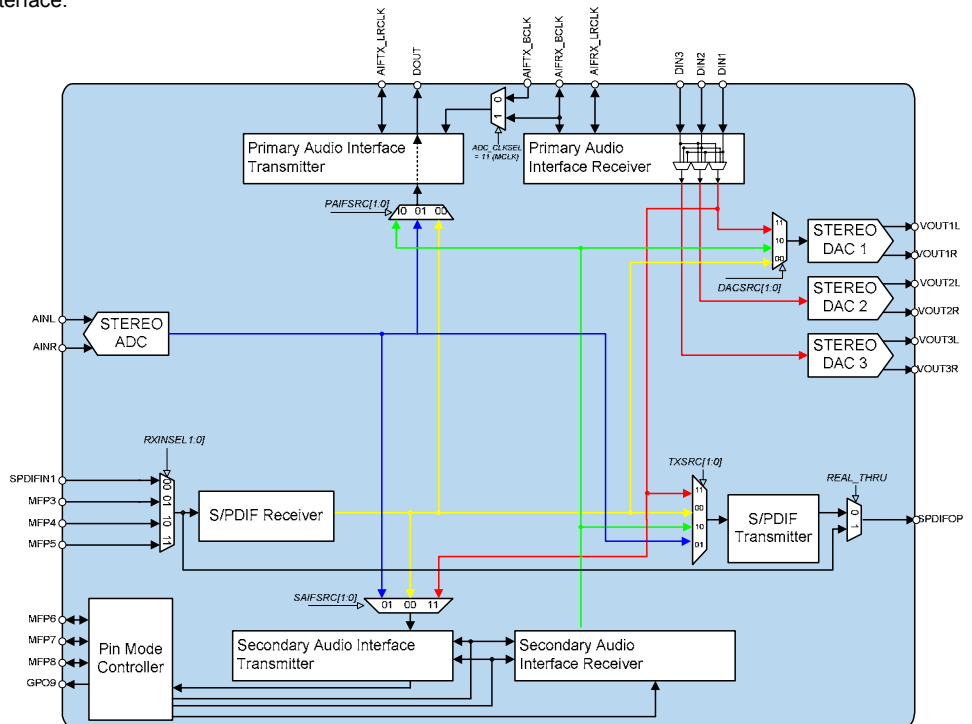 terface.
AIFTX_LRCLK
DOUT
AIFTX_BCLK
AIFRX_BCLK
AIFRX_LRCLK
DIN3
DIN2
DIN1
Primary Audio Interface
Transmitter
1 0
ADC_CLKSEL
= 11 (MCLK)
Primary Audio
Interface Receiver
PAIFSRC[1:0]
10 01 00
11
10
00
DACSRC[1:0]
STEREO
DAC 1
VOUT1L
VOUT1R
STEREO
DAC 2
VOUT2L
VOUT2R
STEREO
DAC 3
VOUT3L
VOUT3R
AINL
AINR
STEREO
ADC
RXINSEL1:0]
SPDIFIN1
MFP3
MFP4
MFP5
00
01
10
11
S/PDIF Receiver
TXSRC[1:0]
11
00
10
01
S/PDIF
Transmitter
REAL_THRU
0
1
SPDIFOP
SAIFSRC[1:0]
01 00 11
MFP6
MFP7
MFP8
GPO9
Pin Mode
Controller
Secondary Audio Interface
Transmitter
Secondary Audio
Interface Receiver